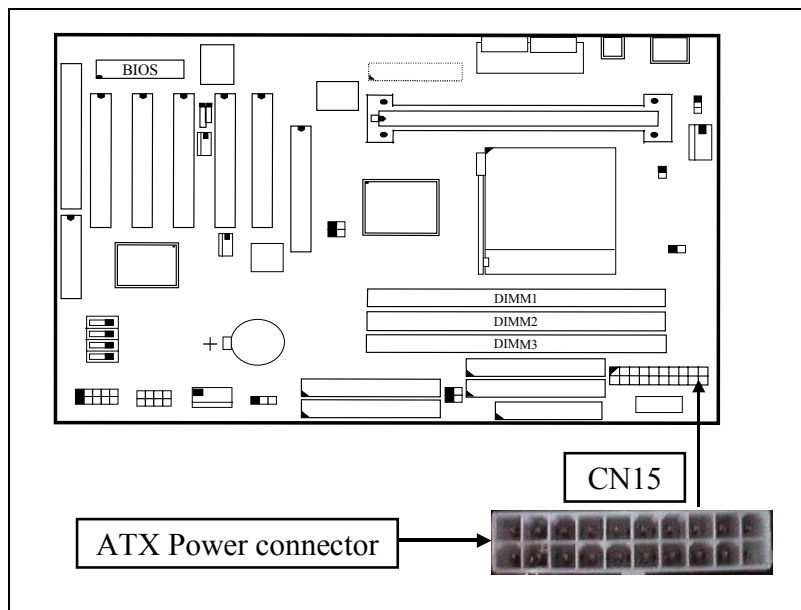 BIOS
DIMM1
DIMM2
DIMM3
CN15
ATX Power connector